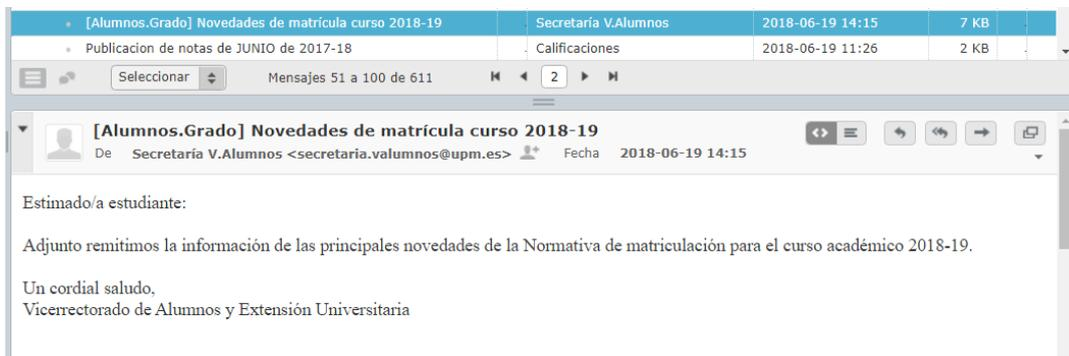 [Alumnos.Grado] Novedades de matrícula curso 2018-19 Secretaría V.Alumnos 2018-06-19 14:15 7 KB
Publicacion de notas de JUNIO de 2017-18 Calificaciones 2018-06-19 11:26 2 KB
Seleccionar Mensajes 51 a 100 de 611 2
[Alumnos.Grado] Novedades de matrícula curso 2018-19
De Secretaría V.Alumnos <secretaria.valumnos@upm.es> Fecha 2018-06-19 14:15
Estimado/a estudiante:
Adjunto remitimos la información de las principales novedades de la Normativa de matriculación para el curso académico 2018-19.
Un cordial saludo,
Vicerrectorado de Alumnos y Extensión Universitaria